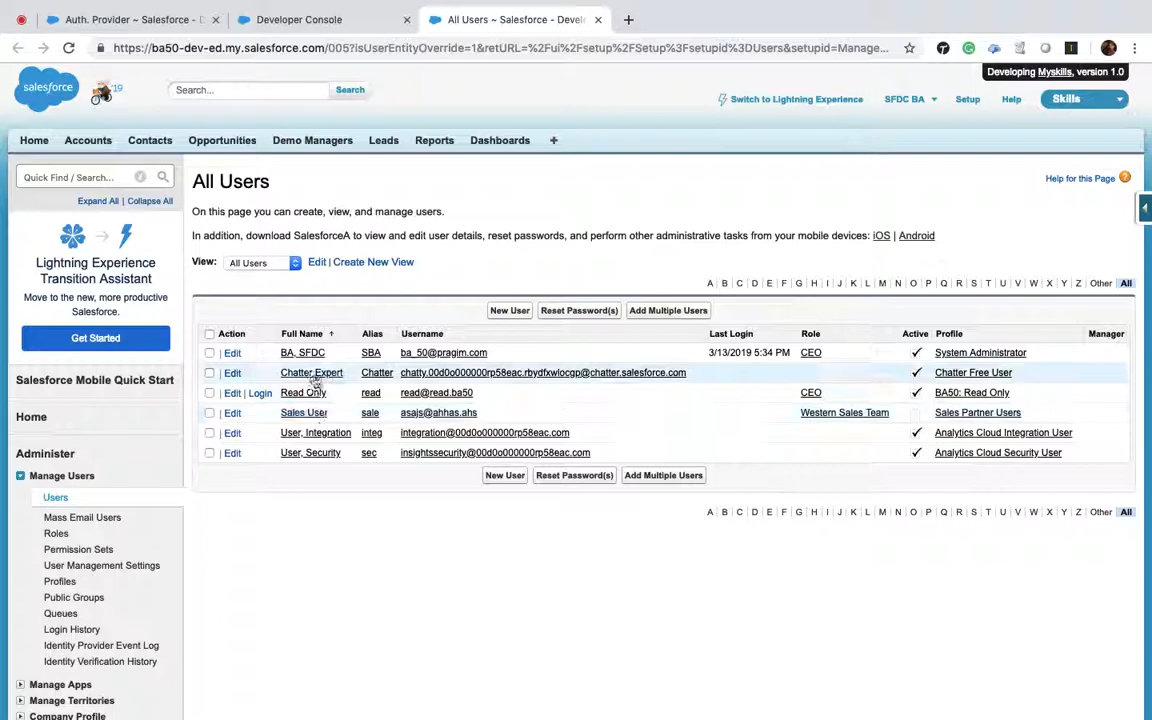 Auth. Provider ~ Salesforce - D
Developer Console
All Users ~ Salesforce - Devel
https://ba50-dev-ed.my.salesforce.com/005?isUserEntityOverride=1&retURL=%2Fui%2Fsetup%2FSetup%3Fsetupid%3DUsers&setupid=Manage...
Developing Myskills, version 1.0
salesforce
'19
Search...
Search
Switch to Lightning Experience
SFDC BA
Setup
Help
Skills
Home Accounts Contacts Opportunities Demo Managers Leads Reports Dashboards +
Quick Find / Search...
Expand All | Collapse All
Lightning Experience
Transition Assistant
Move to the new, more productive
Salesforce.
Get Started
Salesforce Mobile Quick Start
Home
Administer
Manage Users
Users
Mass Email Users
Roles
Permission Sets
User Management Settings
Profiles
Public Groups
Queues
Login History
Identity Provider Event Log
Identity Verification History
Manage Apps
Manage Territories
Company Profile
All Users
Help for this Page ?
On this page you can create, view, and manage users.
In addition, download SalesforceA to view and edit user details, reset passwords, and perform other administrative tasks from your mobile devices: iOS | Android
View: All Users Edit | Create New View
A B C D E F G H I J K L M N O P Q R S T U V W X Y Z Other All
New User Reset Password(s) Add Multiple Users
Action Full Name ↑ Alias Username Last Login Role Active Profile Manager
Edit BA, SFDC SBA ba_50@pragim.com 3/13/2019 5:34 PM CEO ✓ System Administrator
Edit Chatter Expert Chatter chatty.00d0o000000rp58eac.rbydfxwlocgp@chatter.salesforce.com ✓ Chatter Free User
Edit | Login Read Only read read@read.ba50 CEO ✓ BA50: Read Only
Edit Sales User sale asajs@ahhas.ahs Western Sales Team Sales Partner Users
Edit User, Integration integ integration@00d0o000000rp58eac.com ✓ Analytics Cloud Integration User
Edit User, Security sec insightssecurity@00d0o000000rp58eac.com ✓ Analytics Cloud Security User
New User Reset Password(s) Add Multiple Users
A B C D E F G H I J K L M N O P Q R S T U V W X Y Z Other All